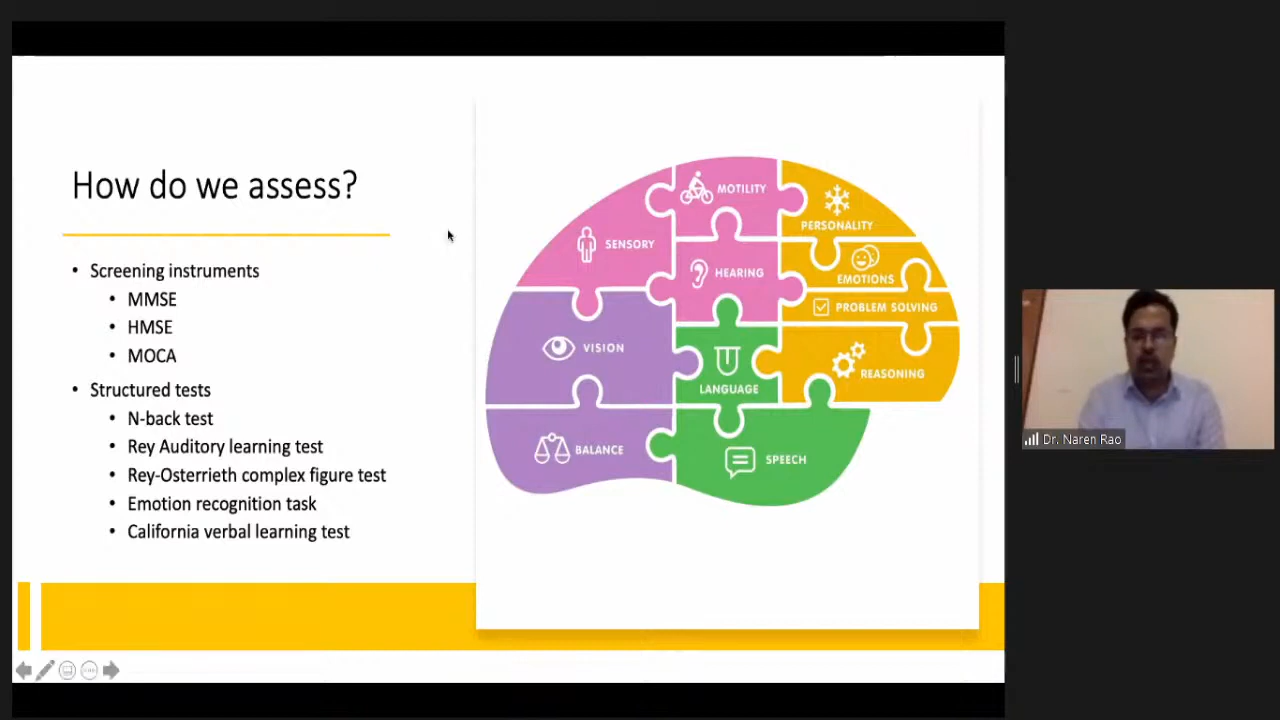 How do we assess?
• Screening instruments
• MMSE
• HMSE
• MOCA
• Structured tests
• N-back test
• Rey Auditory learning test
• Rey-Osterrieth complex figure test
• Emotion recognition task
• California verbal learning test
MOTILITY
PERSONALITY
SENSORY
HEARING
EMOTIONS
PROBLEM SOLVING
VISION
LANGUAGE
REASONING
BALANCE
SPEECH
Dr. Naren Rao